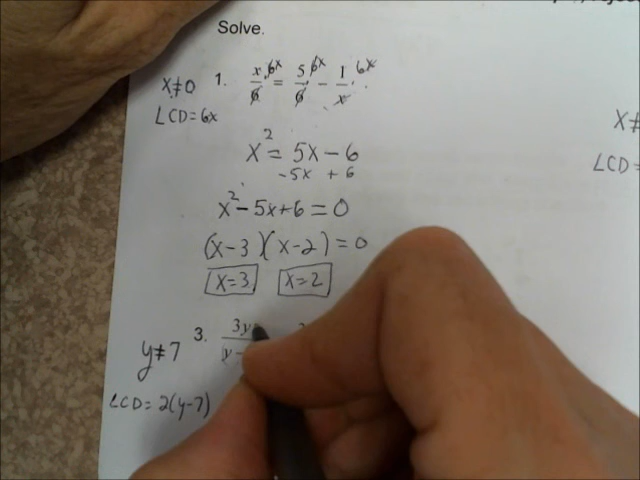 Solve.
x≠0 1. x/6 · 6x = 5/6 · 6x − 1/x · 6x
LCD=6x
x² = 5x − 6
−5x + 6
x² − 5x + 6 = 0
(x−3)(x−2) = 0
x=3 x=2
y≠7 3. 3y
LCD = 2(y−7)
x≠
LCD=